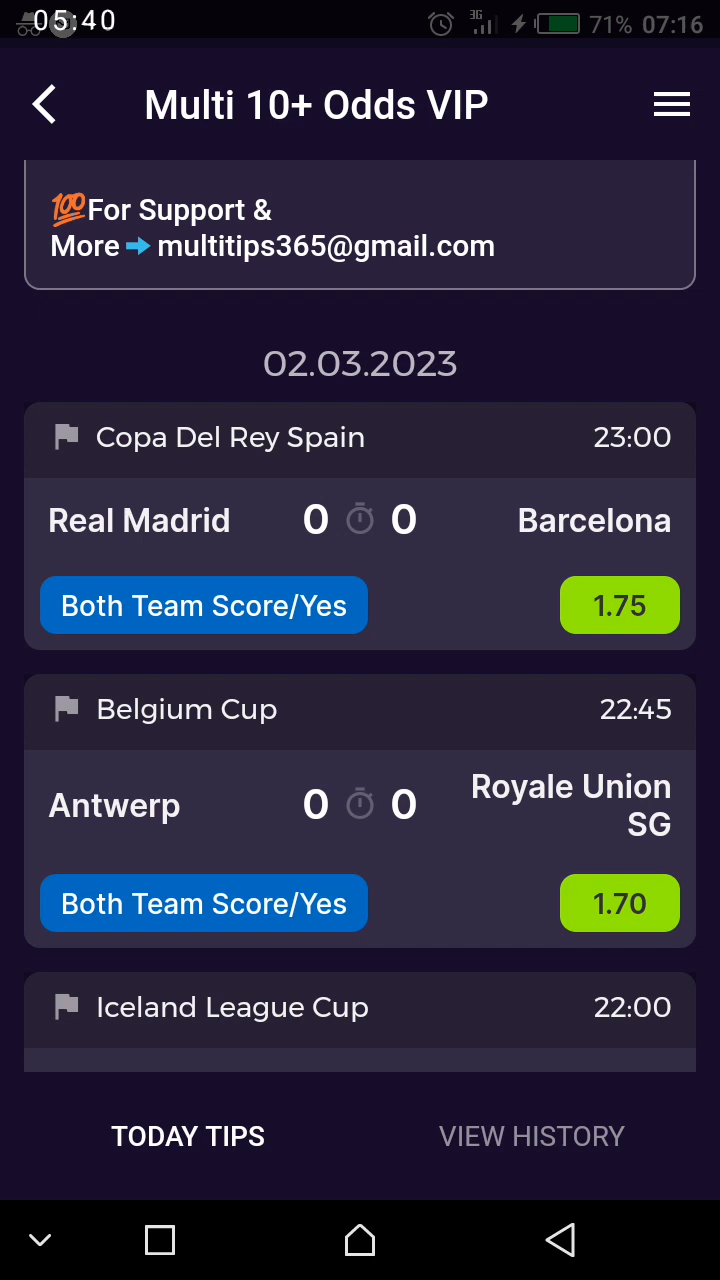 05:40
3G
71% 07:16
Multi 10+ Odds VIP
💯For Support &
More ➡ multitips365@gmail.com
02.03.2023
Copa Del Rey Spain 23:00
Real Madrid 0 0 Barcelona
Both Team Score/Yes 1.75
Belgium Cup 22:45
Antwerp 0 0 Royale Union
SG
Both Team Score/Yes 1.70
Iceland League Cup 22:00
TODAY TIPS VIEW HISTORY